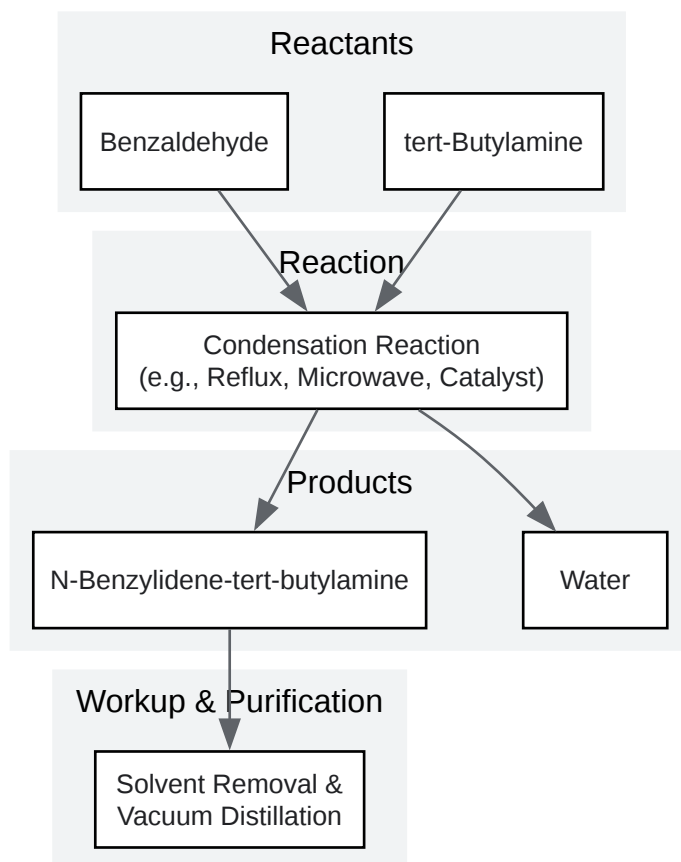 Reactants
Benzaldehyde
tert-Butylamine
Reaction
Condensation Reaction
(e.g., Reflux, Microwave, Catalyst)
Products
N-Benzylidene-tert-butylamine
Water
Workup & Purification
Solvent Removal &
Vacuum Distillation